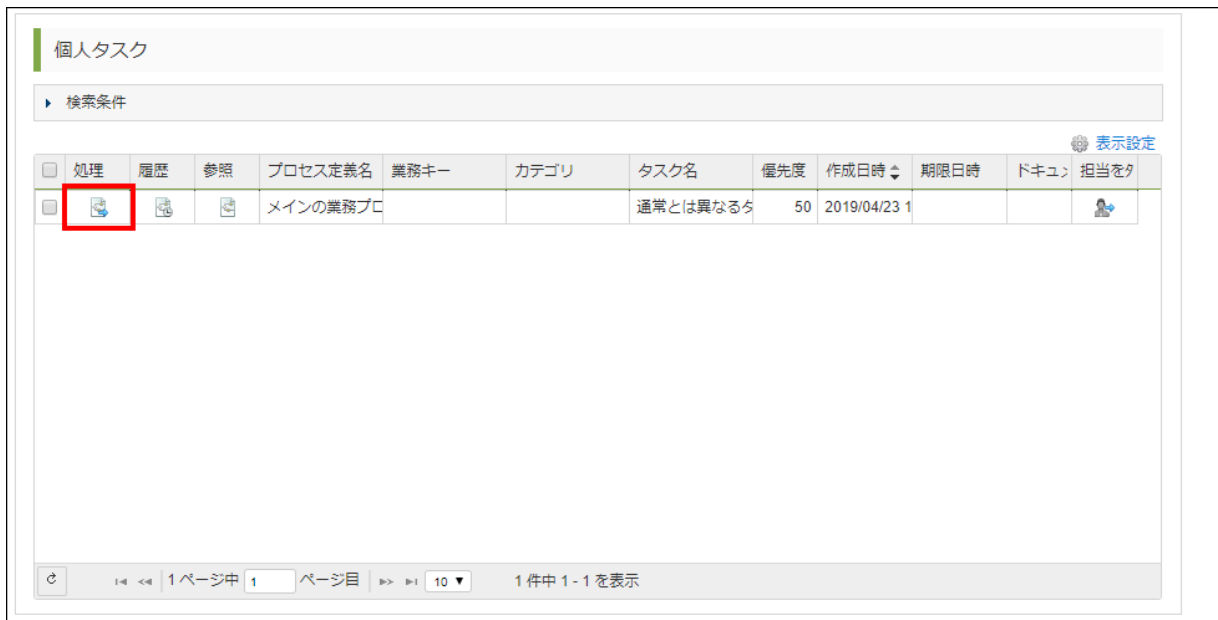 個人タスク
検索条件
表示設定
処理 履歴 参照 プロセス定義名 業務キー カテゴリ タスク名 優先度 作成日時 期限日時 ドキュメ 担当をタ
メインの業務プロ 通常とは異なるタ 50 2019/04/23 1
1 ページ中 1 ページ目 10 1 件中 1 - 1 を表示